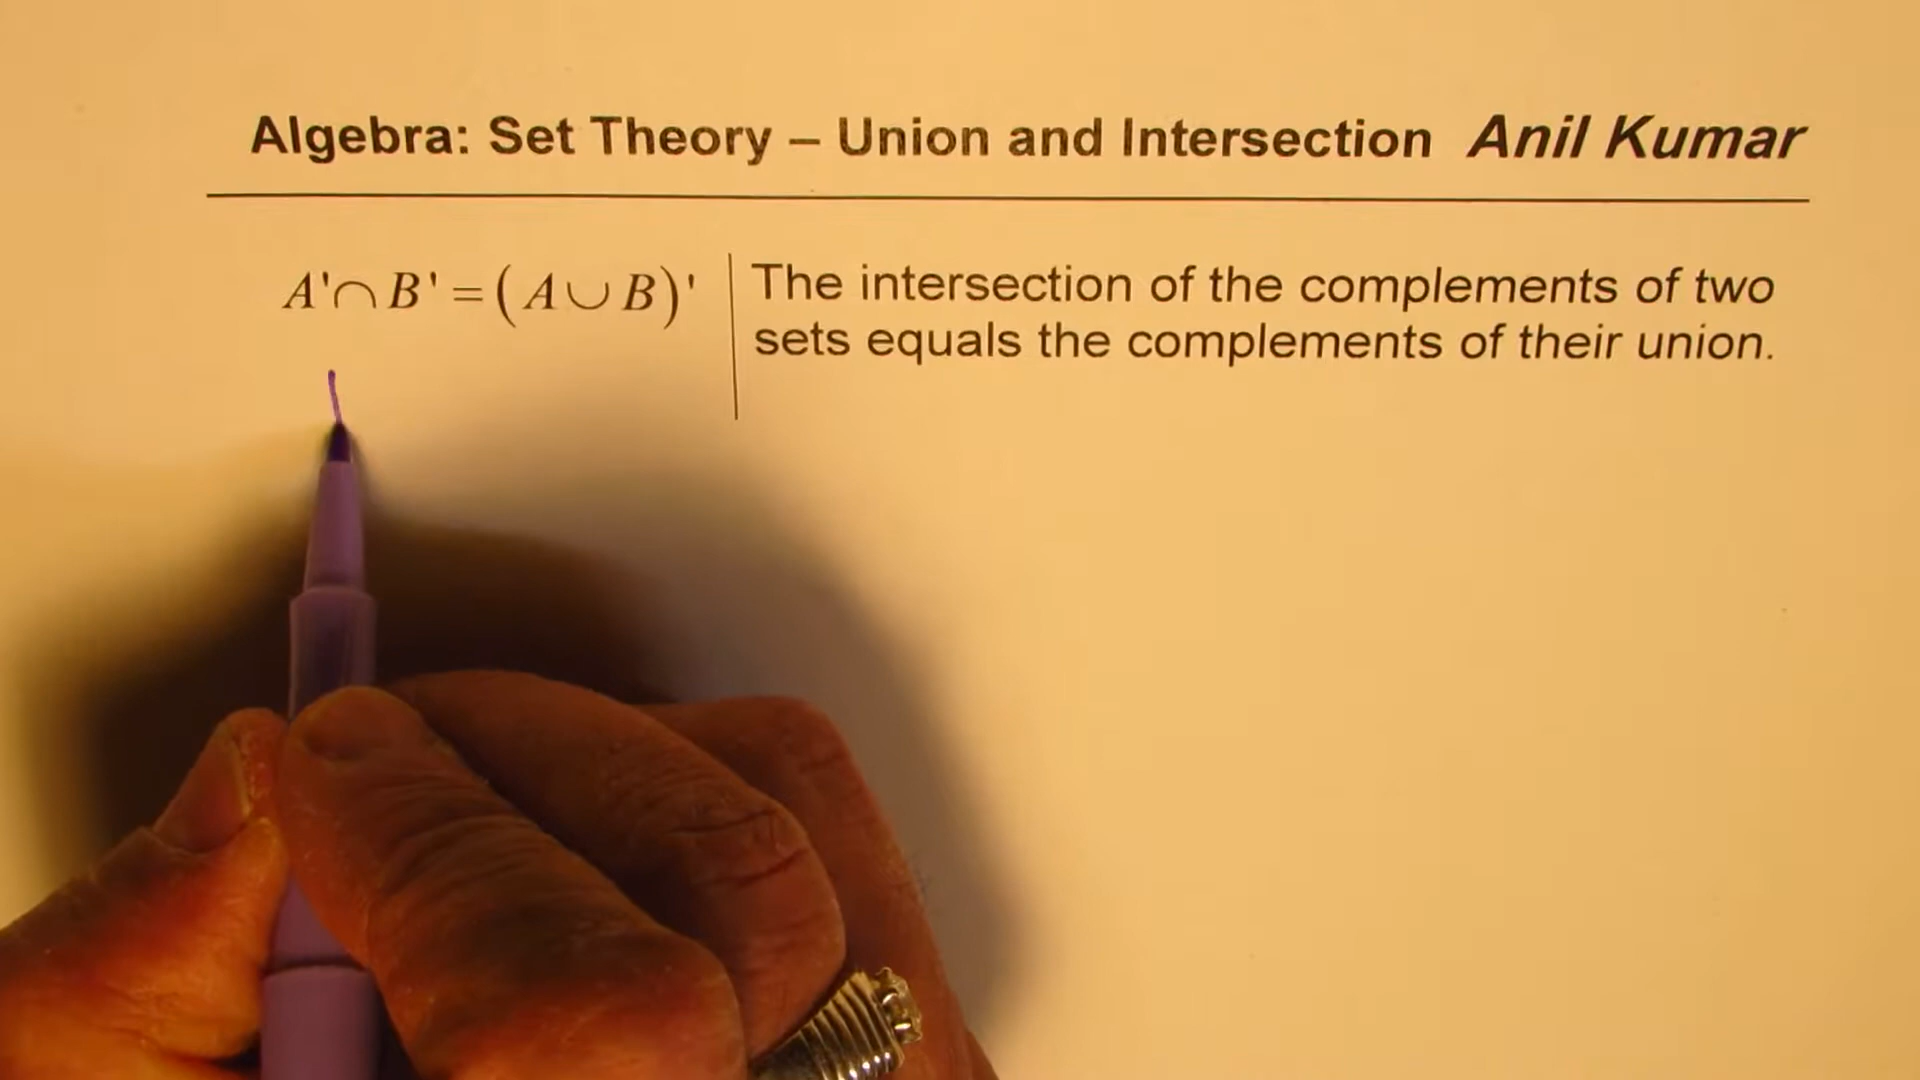 Algebra: Set Theory – Union and Intersection Anil Kumar
A'∩ B' = ( A ∪ B)'
The intersection of the complements of two
sets equals the complements of their union.